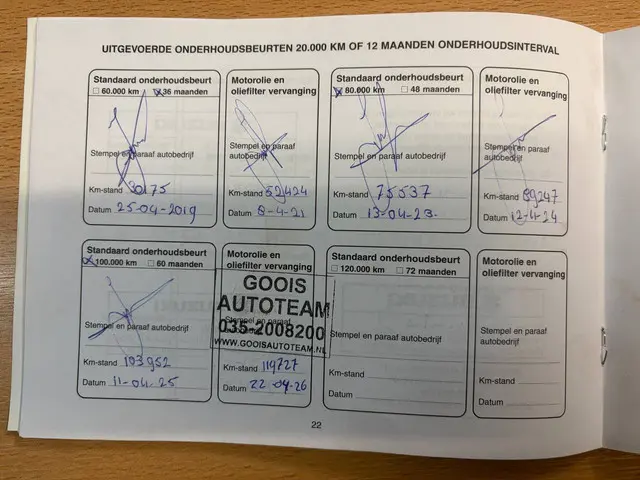 UITGEVOERDE ONDERHOUDSBEURTEN 20.000 KM OF 12 MAANDEN ONDERHOUDSINTERVAL
Standaard onderhoudsbeurt
60.000 km 36 maanden
Stempel en paraaf autobedrijf
Km-stand 30175
Datum 25-04-2019
Motorolie en
oliefilter vervanging
Stempel en paraaf
autobedrijf
Km-stand 52424
Datum 8-4-21
Standaard onderhoudsbeurt
80.000 km 48 maanden
Stempel en paraaf autobedrijf
Km-stand 75537
Datum 13-04-23
Motorolie en
oliefilter vervanging
Stempel en paraaf
autobedrijf
Km-stand 89247
Datum 12-4-24
Standaard onderhoudsbeurt
100.000 km 60 maanden
Stempel en paraaf autobedrijf
Km-stand 103952
Datum 11-04-25
Motorolie en
oliefilter vervanging
GOOIS
AUTOTEAM
035-2008200
WWW.GOOISAUTOTEAM.NL
Km-stand 119727
Datum 22-04-26
Standaard onderhoudsbeurt
120.000 km 72 maanden
Stempel en paraaf autobedrijf
Km-stand
Datum
Motorolie en
oliefilter vervanging
Stempel en paraaf
autobedrijf
Km-stand
Datum
22